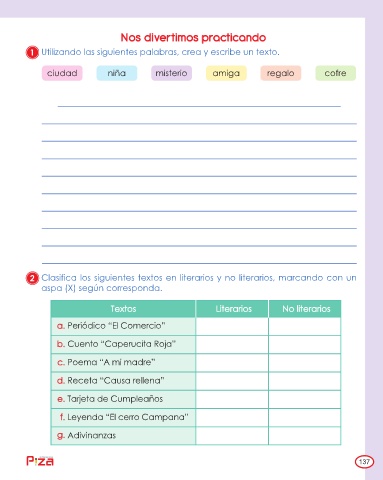 Nos divertimos practicando
1 Utilizando las siguientes palabras, crea y escribe un texto.
ciudad niña misterio amiga regalo cofre
2 Clasifica los siguientes textos en literarios y no literarios, marcando con un
aspa (X) según corresponda.
Textos Literarios No literarios
a. Periódico “El Comercio”
b. Cuento “Caperucita Roja”
c. Poema “A mi madre”
d. Receta “Causa rellena”
e. Tarjeta de Cumpleaños
f. Leyenda “El cerro Campana”
g. Adivinanzas
P:za
137